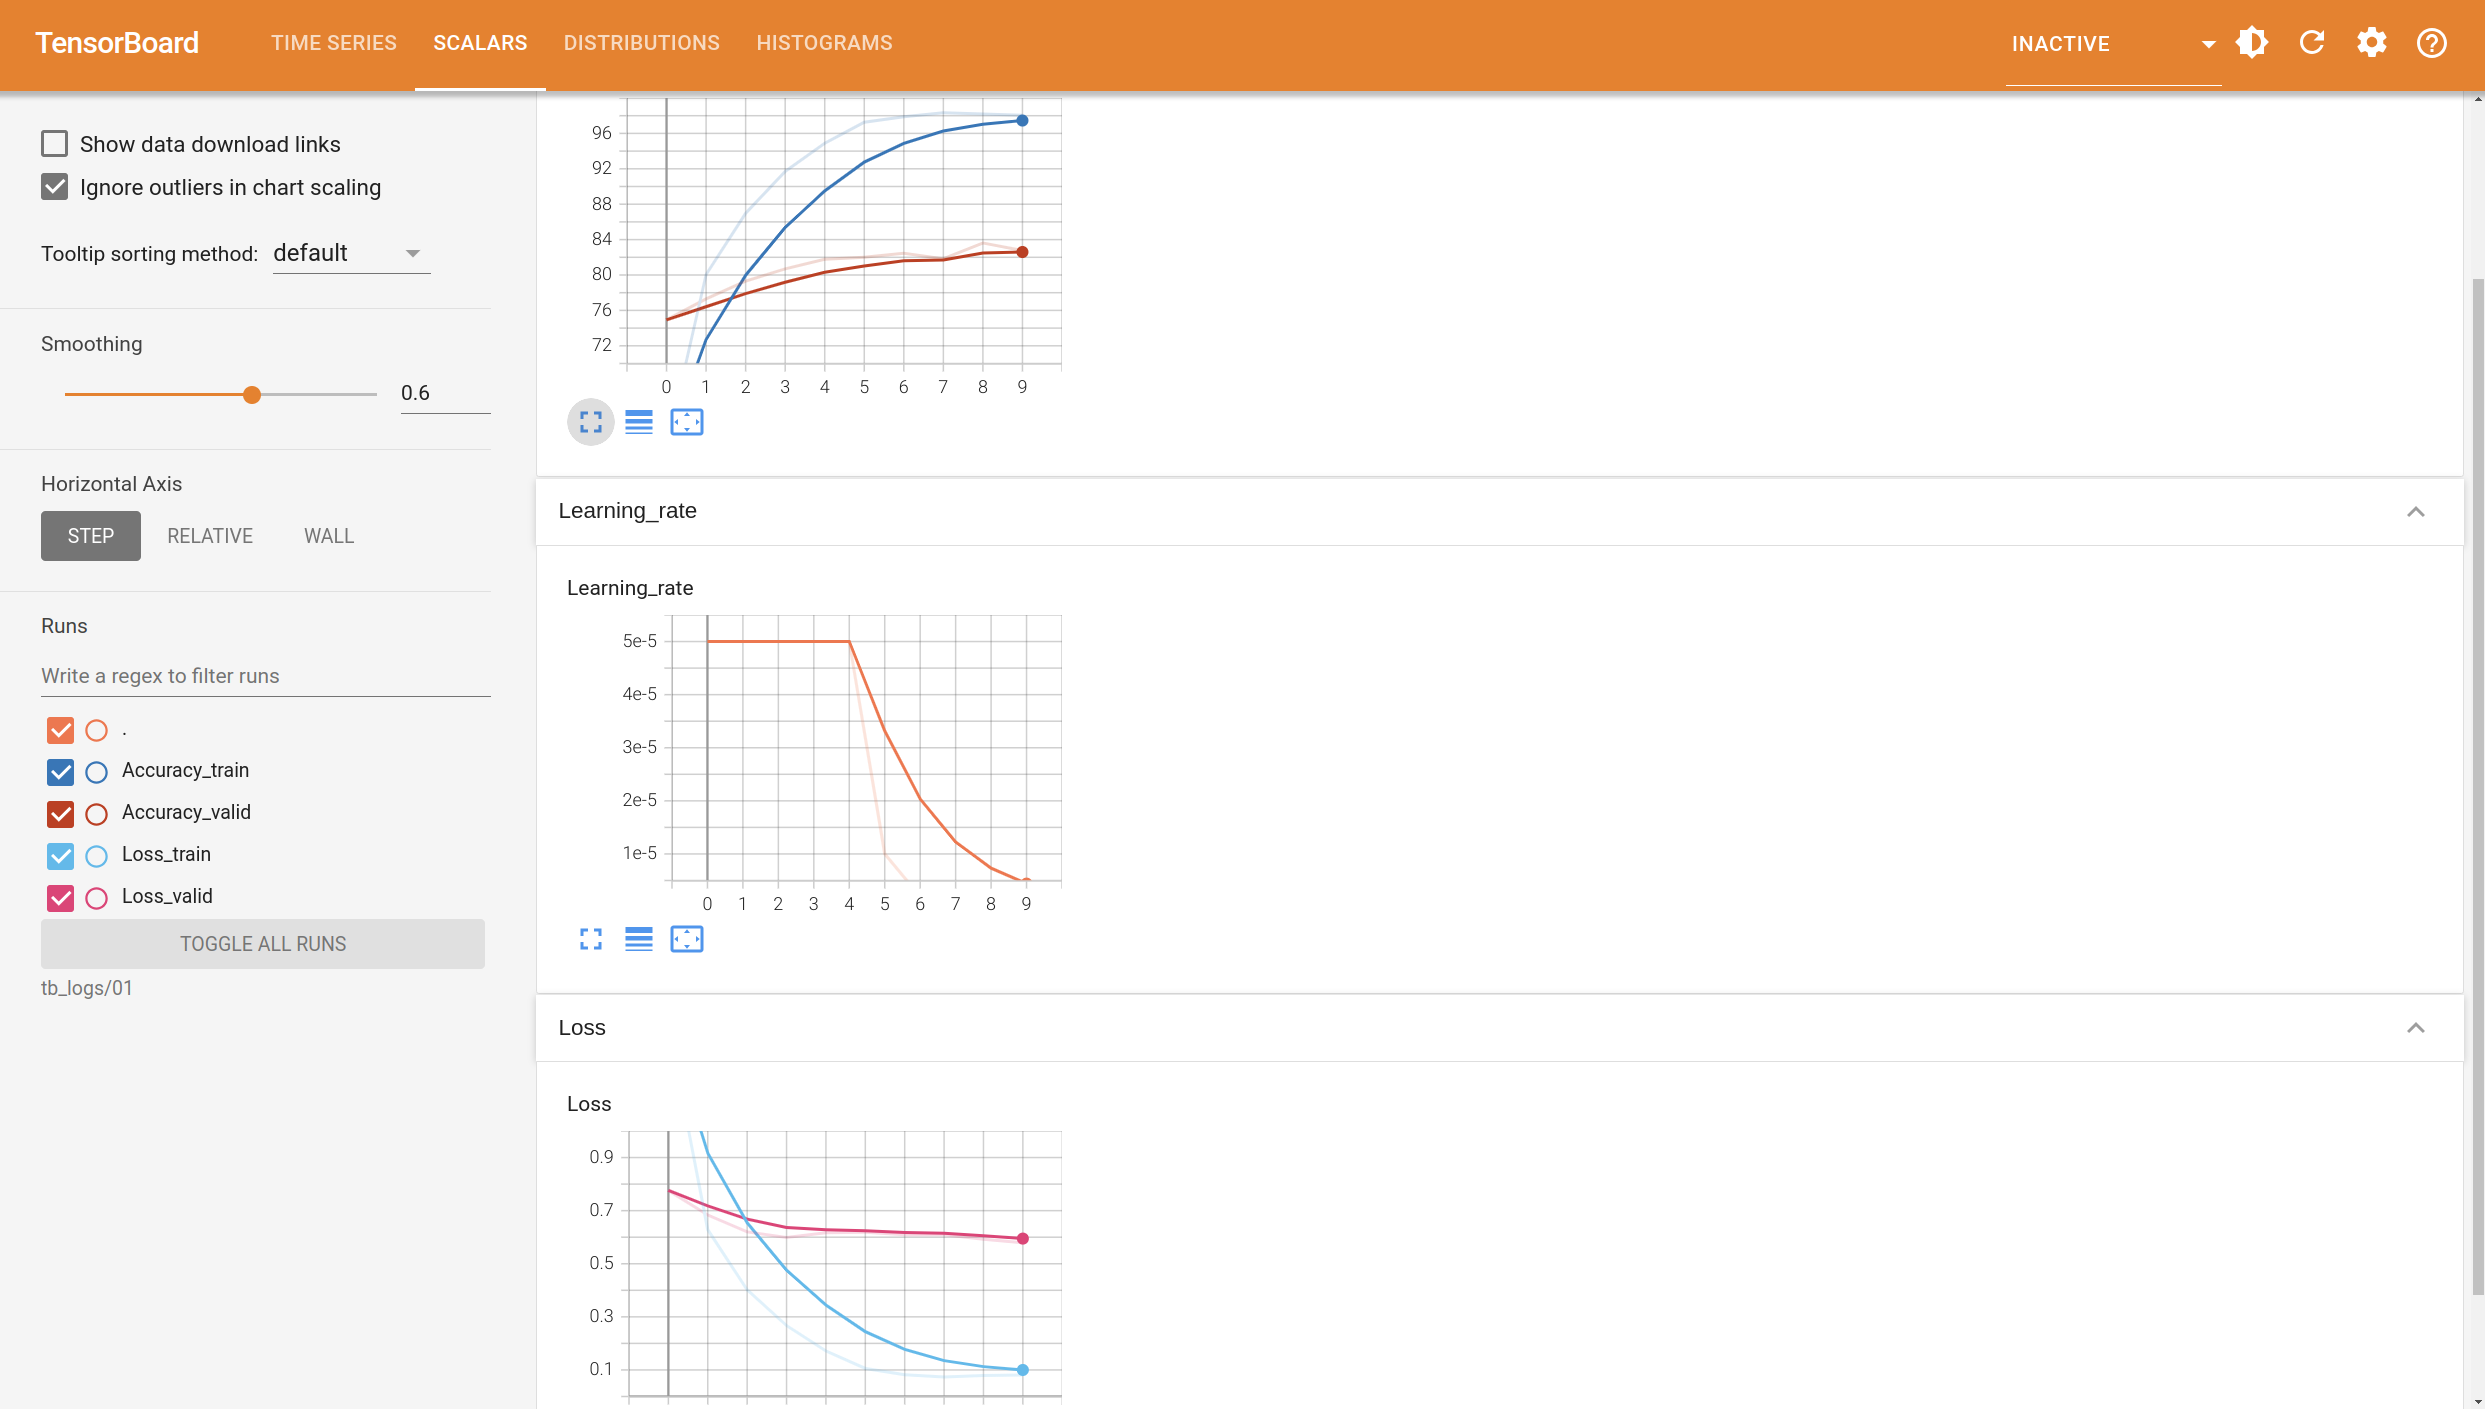 TensorBoard TIME SERIES SCALARS DISTRIBUTIONS HISTOGRAMS INACTIVE
Show data download links
Ignore outliers in chart scaling
Tooltip sorting method: default
Smoothing
0.6
Horizontal Axis
STEP RELATIVE WALL
Runs
Write a regex to filter runs
.
Accuracy_train
Accuracy_valid
Loss_train
Loss_valid
TOGGLE ALL RUNS
tb_logs/01
96
92
88
84
80
76
72
0 1 2 3 4 5 6 7 8 9
Learning_rate
Learning_rate
5e-5
4e-5
3e-5
2e-5
1e-5
0 1 2 3 4 5 6 7 8 9
Loss
Loss
0.9
0.7
0.5
0.3
0.1